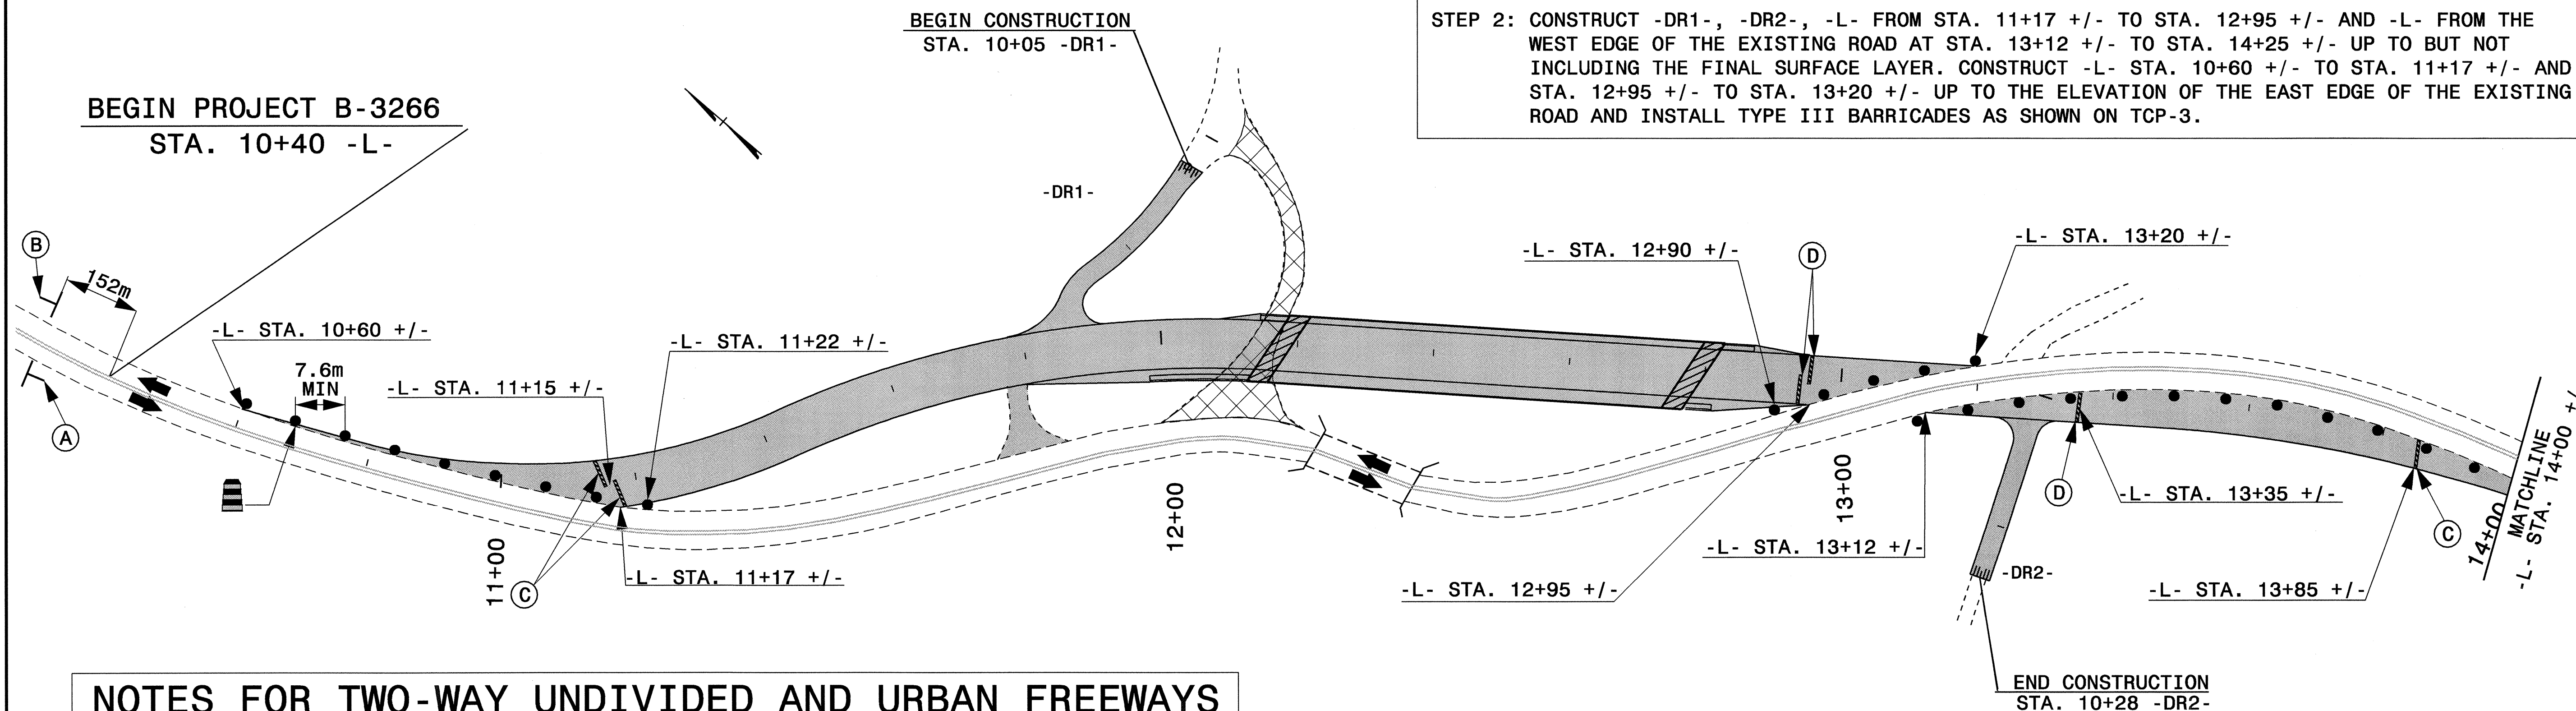 BEGIN CONSTRUCTION
STA. 10+05 -DR1-
STEP 2: CONSTRUCT -DR1-, -DR2-, -L- FROM STA. 11+17 +/- TO STA. 12+95 +/- AND -L- FROM THE
WEST EDGE OF THE EXISTING ROAD AT STA. 13+12 +/- TO STA. 14+25 +/- UP TO BUT NOT
INCLUDING THE FINAL SURFACE LAYER. CONSTRUCT -L- STA. 10+60 +/- TO STA. 11+17 +/- AND
STA. 12+95 +/- TO STA. 13+20 +/- UP TO THE ELEVATION OF THE EAST EDGE OF THE EXISTING
ROAD AND INSTALL TYPE III BARRICADES AS SHOWN ON TCP-3.
BEGIN PROJECT B-3266
STA. 10+40 -L-
-DR1-
B
152m
-L- STA. 10+60 +/-
7.6m
MIN
-L- STA. 11+15 +/-
-L- STA. 11+22 +/-
-L- STA. 12+90 +/-
D
-L- STA. 13+20 +/-
A
11+00
C
-L- STA. 11+17 +/-
12+00
13+00
-L- STA. 13+12 +/-
-L- STA. 12+95 +/-
D
-L- STA. 13+35 +/-
-DR2-
-L- STA. 13+85 +/-
C
14+00
MATCHLINE
-L- STA. 14+00 +/-
END CONSTRUCTION
STA. 10+28 -DR2-
NOTES FOR TWO-WAY UNDIVIDED AND URBAN FREEWAYS